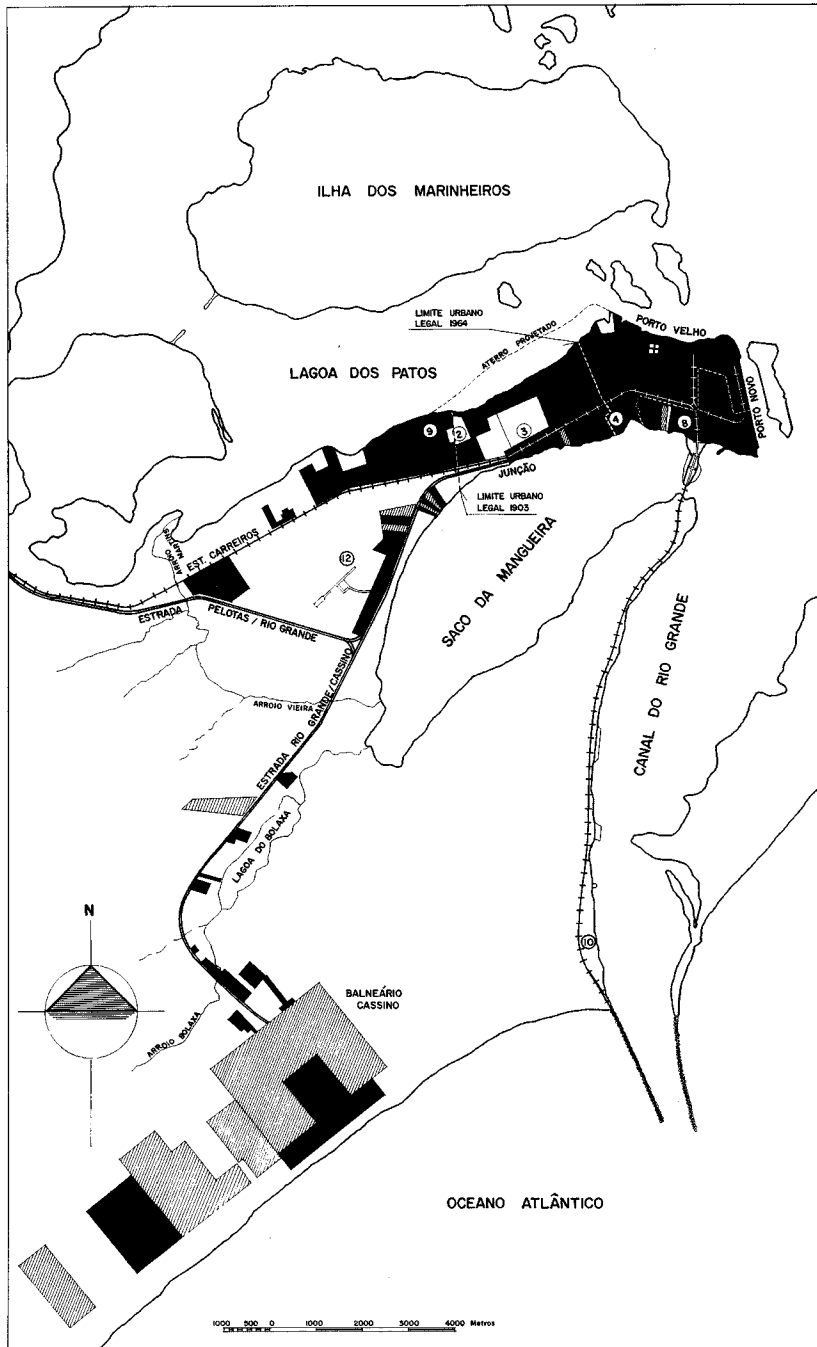 ILHA DOS MARINHEIROS
LIMITE URBANO
LEGAL 1964
PORTO VELHO
ATERRO PROJETADO
LAGOA DOS PATOS
PORTO NOVO
9
2
3
4
8
JUNÇÃO
LIMITE URBANO
LEGAL 1903
ARROIO
MARTINS
EST. CARREIROS
12
ESTRADA
PELOTAS / RIO GRANDE
SACO DA MANGUEIRA
CANAL DO RIO GRANDE
ARROIO VIEIRA
ESTRADA RIO GRANDE/CASSINO
LAGOA DO BOLAXA
N
10
BALNEÁRIO
CASSINO
ARROIO BOLAXA
OCEANO ATLÂNTICO
1000 500 0 1000 2000 3000 4000 Metros